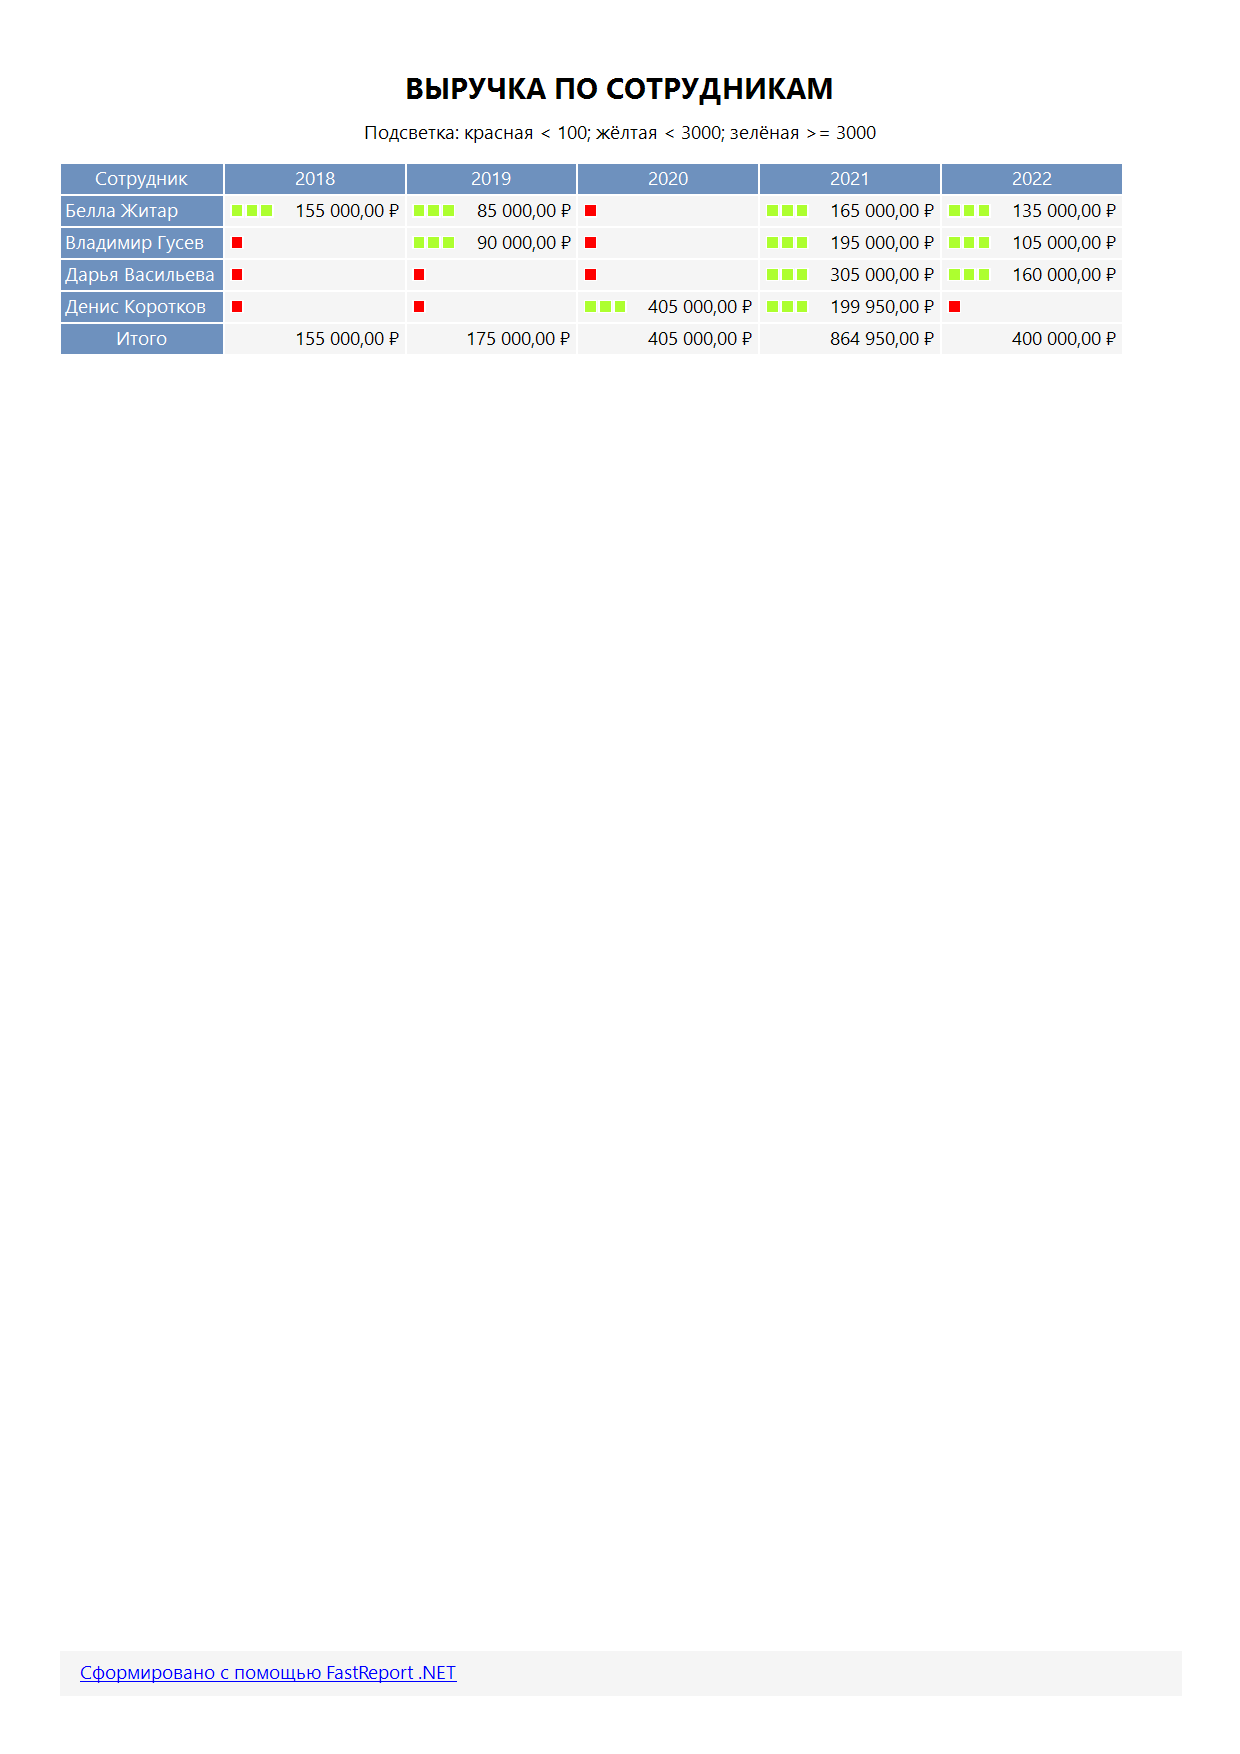 ВЫРУЧКА ПО СОТРУДНИКАМ
Подсветка: красная < 100; жёлтая < 3000; зелёная >= 3000
Сотрудник 2018 2019 2020 2021 2022
Белла Житар 155 000,00 ₽ 85 000,00 ₽ 165 000,00 ₽ 135 000,00 ₽
Владимир Гусев 90 000,00 ₽ 195 000,00 ₽ 105 000,00 ₽
Дарья Васильева 305 000,00 ₽ 160 000,00 ₽
Денис Коротков 405 000,00 ₽ 199 950,00 ₽
Итого 155 000,00 ₽ 175 000,00 ₽ 405 000,00 ₽ 864 950,00 ₽ 400 000,00 ₽
Сформировано с помощью FastReport .NET